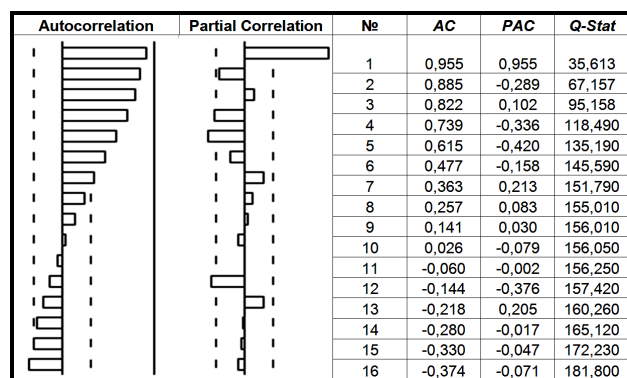 Autocorrelation Partial Correlation № AC PAC Q-Stat
1 0,955 0,955 35,613
2 0,885 -0,289 67,157
3 0,822 0,102 95,158
4 0,739 -0,336 118,490
5 0,615 -0,420 135,190
6 0,477 -0,158 145,590
7 0,363 0,213 151,790
8 0,257 0,083 155,010
9 0,141 0,030 156,010
10 0,026 -0,079 156,050
11 -0,060 -0,002 156,250
12 -0,144 -0,376 157,420
13 -0,218 0,205 160,260
14 -0,280 -0,017 165,120
15 -0,330 -0,047 172,230
16 -0,374 -0,071 181,800